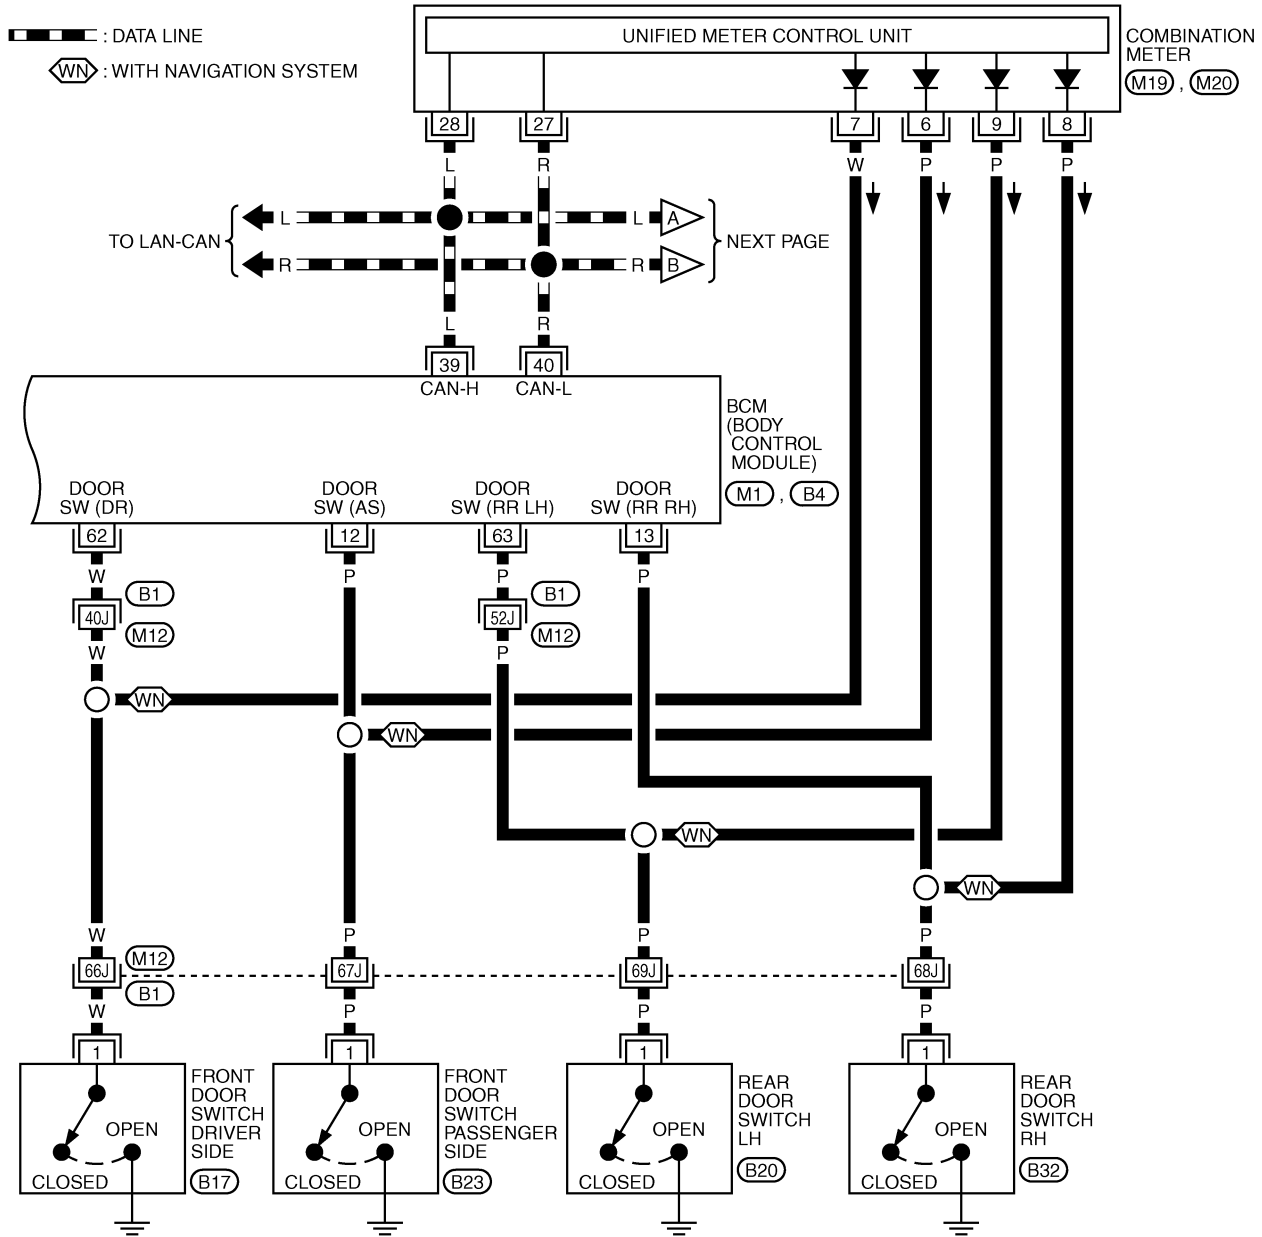 : DATA LINE
WN : WITH NAVIGATION SYSTEM
UNIFIED METER CONTROL UNIT
COMBINATION
METER
M19 , M20
28 27 7 6 9 8
L R W P P P
TO LAN-CAN
L L A
R R B
NEXT PAGE
L R
39 40
CAN-H CAN-L
BCM
(BODY
CONTROL
MODULE)
M1 , B4
DOOR
SW (DR)
DOOR
SW (AS)
DOOR
SW (RR LH)
DOOR
SW (RR RH)
62 12 63 13
W P P P
B1 B1
40J 52J
M12 M12
W P
WN
WN
WN
WN
W P P P
M12
66J 67J 69J 68J
B1
W P P P
1 1 1 1
FRONT
DOOR
SWITCH
DRIVER
SIDE
B17
OPEN
CLOSED
FRONT
DOOR
SWITCH
PASSENGER
SIDE
B23
OPEN
CLOSED
REAR
DOOR
SWITCH
LH
B20
OPEN
CLOSED
REAR
DOOR
SWITCH
RH
B32
OPEN
CLOSED